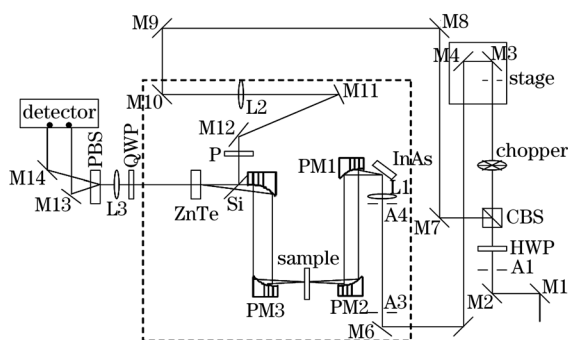 M9
M8
M4
M3
stage
M10
L2
M11
detector
M12
PBS
QWP
P
InAs
PM1
L1
chopper
M14
M13
L3
ZnTe
Si
A4
M7
CBS
HWP
A1
sample
PM3
PM2
A3
M6
M2
M1